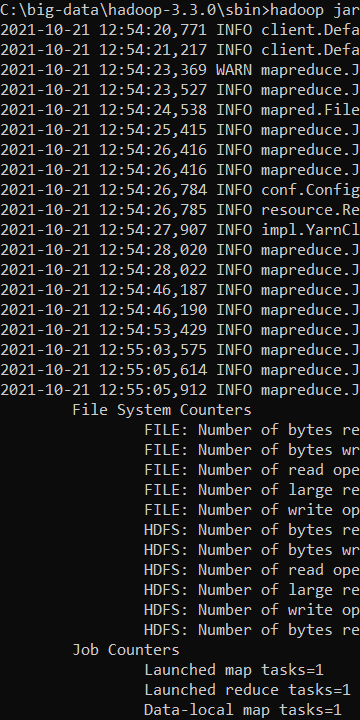 C:\big-data\hadoop-3.3.0\sbin>hadoop jar
2021-10-21 12:54:20,771 INFO client.Defa
2021-10-21 12:54:21,217 INFO client.Defa
2021-10-21 12:54:23,369 WARN mapreduce.J
2021-10-21 12:54:23,527 INFO mapreduce.J
2021-10-21 12:54:24,538 INFO mapred.File
2021-10-21 12:54:25,415 INFO mapreduce.J
2021-10-21 12:54:26,416 INFO mapreduce.J
2021-10-21 12:54:26,416 INFO mapreduce.J
2021-10-21 12:54:26,784 INFO conf.Config
2021-10-21 12:54:26,785 INFO resource.Re
2021-10-21 12:54:27,907 INFO impl.YarnCl
2021-10-21 12:54:28,020 INFO mapreduce.J
2021-10-21 12:54:28,022 INFO mapreduce.J
2021-10-21 12:54:46,187 INFO mapreduce.J
2021-10-21 12:54:46,190 INFO mapreduce.J
2021-10-21 12:54:53,429 INFO mapreduce.J
2021-10-21 12:55:03,575 INFO mapreduce.J
2021-10-21 12:55:05,614 INFO mapreduce.J
2021-10-21 12:55:05,912 INFO mapreduce.J
File System Counters
FILE: Number of bytes re
FILE: Number of bytes wr
FILE: Number of read ope
FILE: Number of large re
FILE: Number of write op
HDFS: Number of bytes re
HDFS: Number of bytes wr
HDFS: Number of read ope
HDFS: Number of large re
HDFS: Number of write op
HDFS: Number of bytes re
Job Counters
Launched map tasks=1
Launched reduce tasks=1
Data-local map tasks=1